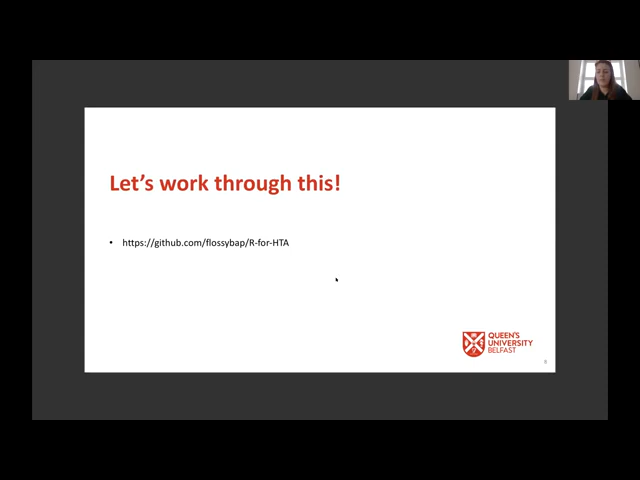 Let's work through this!
• https://github.com/flossybap/R-for-HTA
QUEEN'S
UNIVERSITY
BELFAST